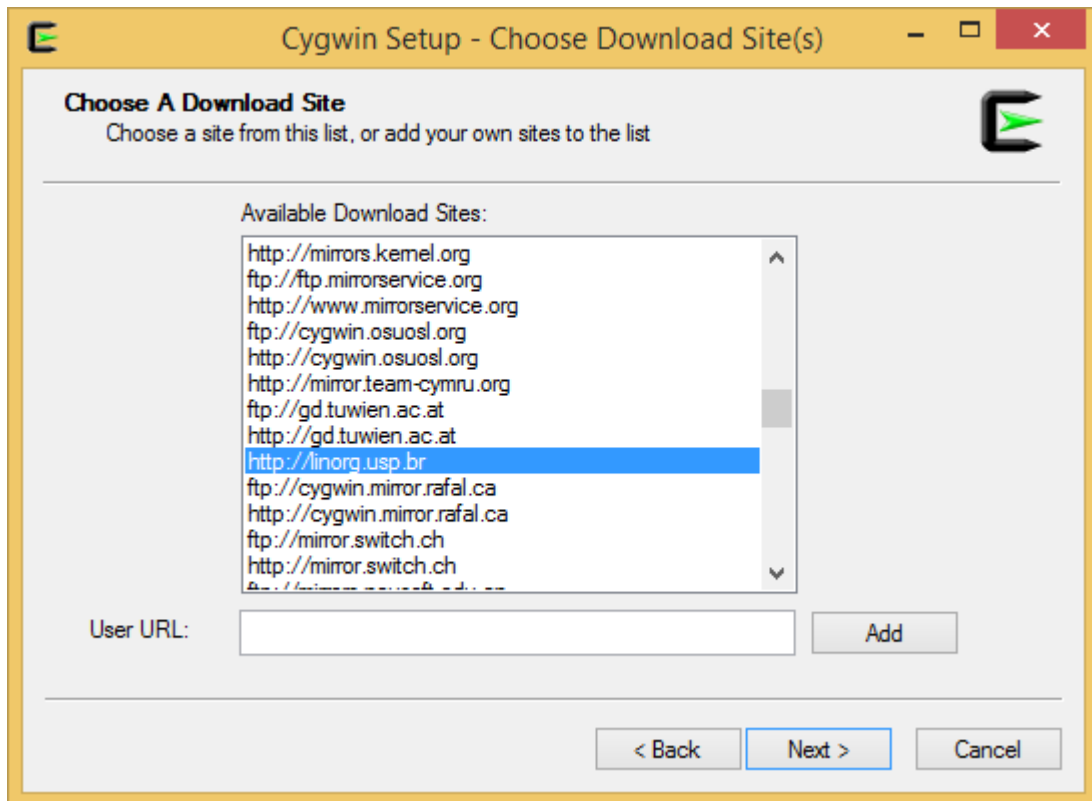 Cygwin Setup - Choose Download Site(s)
Choose A Download Site
Choose a site from this list, or add your own sites to the list
Available Download Sites:
http://mirrors.kernel.org
ftp://ftp.mirrorservice.org
http://www.mirrorservice.org
ftp://cygwin.osuosl.org
http://cygwin.osuosl.org
http://mirror.team-cymru.org
ftp://gd.tuwien.ac.at
http://gd.tuwien.ac.at
http://linorg.usp.br
ftp://cygwin.mirror.rafal.ca
http://cygwin.mirror.rafal.ca
ftp://mirror.switch.ch
http://mirror.switch.ch
User URL:
Add
< Back
Next >
Cancel